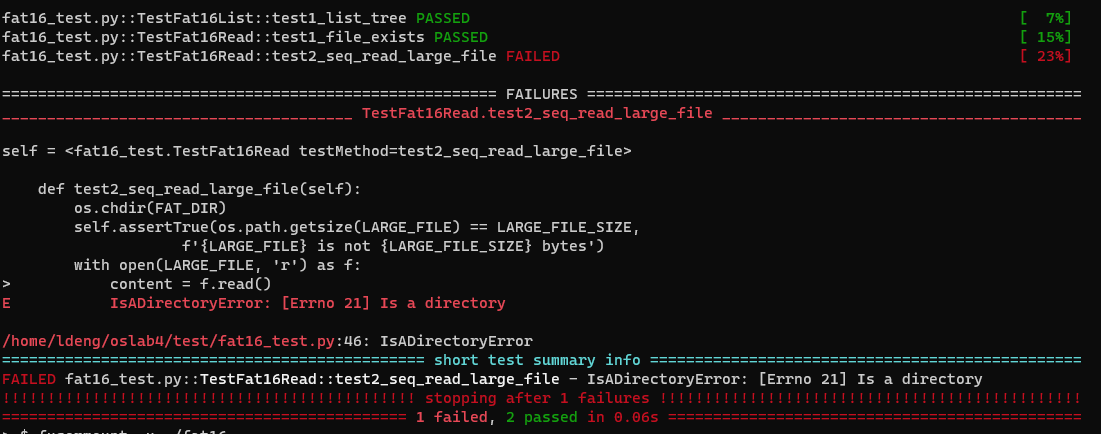 fat16_test.py::TestFat16List::test1_list_tree PASSED [  7%]
fat16_test.py::TestFat16Read::test1_file_exists PASSED [ 15%]
fat16_test.py::TestFat16Read::test2_seq_read_large_file FAILED [ 23%]
======================================================= FAILURES =======================================================
_______________________________________ TestFat16Read.test2_seq_read_large_file ________________________________________
self = <fat16_test.TestFat16Read testMethod=test2_seq_read_large_file>
    def test2_seq_read_large_file(self):
        os.chdir(FAT_DIR)
        self.assertTrue(os.path.getsize(LARGE_FILE) == LARGE_FILE_SIZE,
                    f'{LARGE_FILE} is not {LARGE_FILE_SIZE} bytes')
        with open(LARGE_FILE, 'r') as f:
>           content = f.read()
E           IsADirectoryError: [Errno 21] Is a directory
/home/ldeng/oslab4/test/fat16_test.py:46: IsADirectoryError
=============================================== short test summary info ================================================
FAILED fat16_test.py::TestFat16Read::test2_seq_read_large_file - IsADirectoryError: [Errno 21] Is a directory
!!!!!!!!!!!!!!!!!!!!!!!!!!!!!!!!!!!!!!!!!!!!!! stopping after 1 failures !!!!!!!!!!!!!!!!!!!!!!!!!!!!!!!!!!!!!!!!!!!!!!!
============================================= 1 failed, 2 passed in 0.06s ==============================================